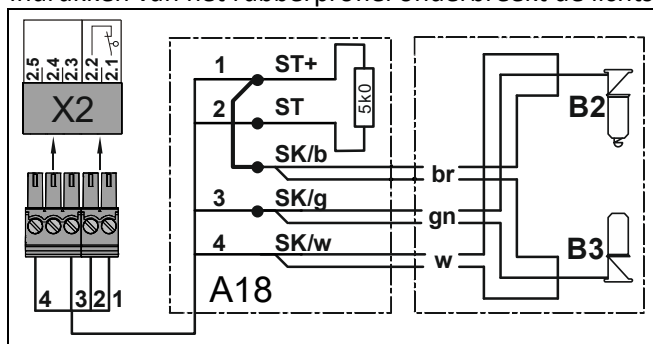 2.5
2.4
2.3
2.2
2.1
X2
4
3
2
1
1 ST+
2 ST
5k0
SK/b
3 SK/g
4 SK/w
A18
br
gn
w
B2
B3